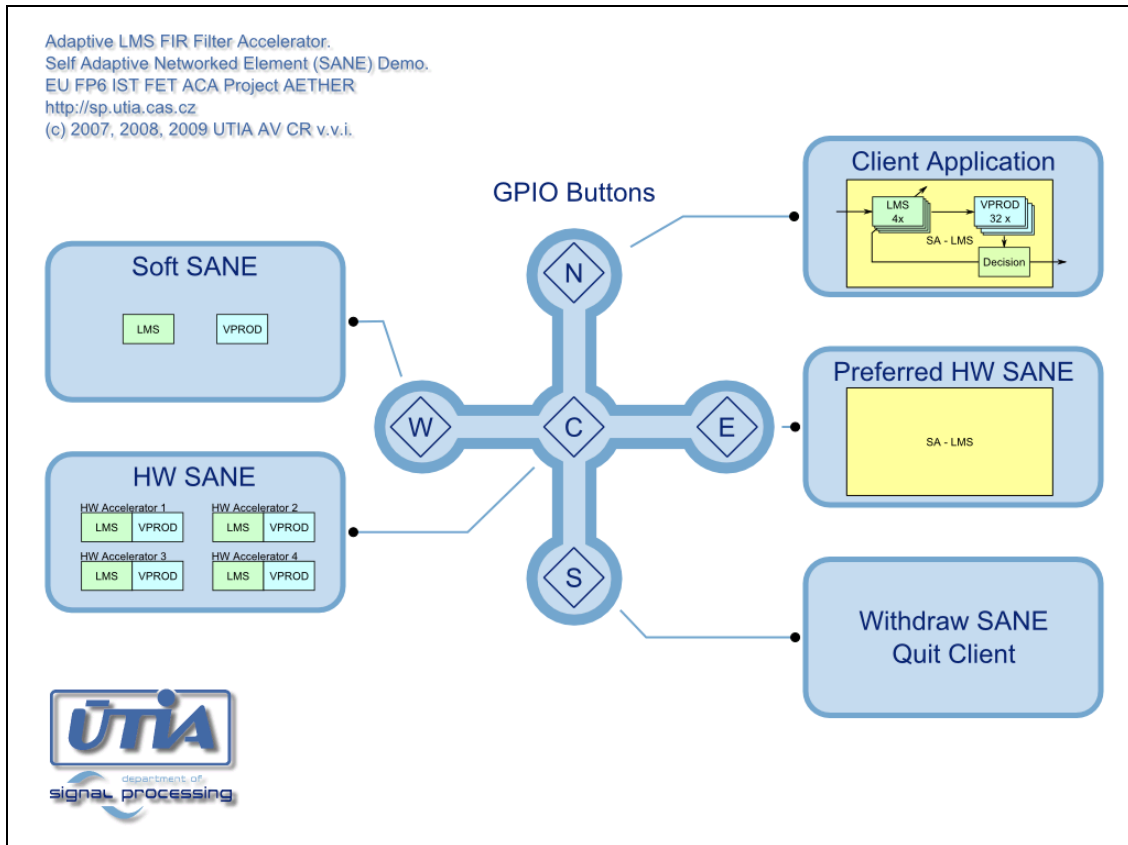 Adaptive LMS FIR Filter Accelerator.
Self Adaptive Networked Element (SANE) Demo.
EU FP6 IST FET ACA Project AETHER
http://sp.utia.cas.cz
(c) 2007, 2008, 2009 UTIA AV CR v.v.i.
GPIO Buttons
Client Application
LMS
4x
VPROD
32 x
SA - LMS
Decision
Soft SANE
LMS
VPROD
N
W
C
E
S
Preferred HW SANE
SA - LMS
HW SANE
HW Accelerator 1
LMS VPROD
HW Accelerator 2
LMS VPROD
HW Accelerator 3
LMS VPROD
HW Accelerator 4
LMS VPROD
Withdraw SANE
Quit Client
ŪTIA
department of
signal processing